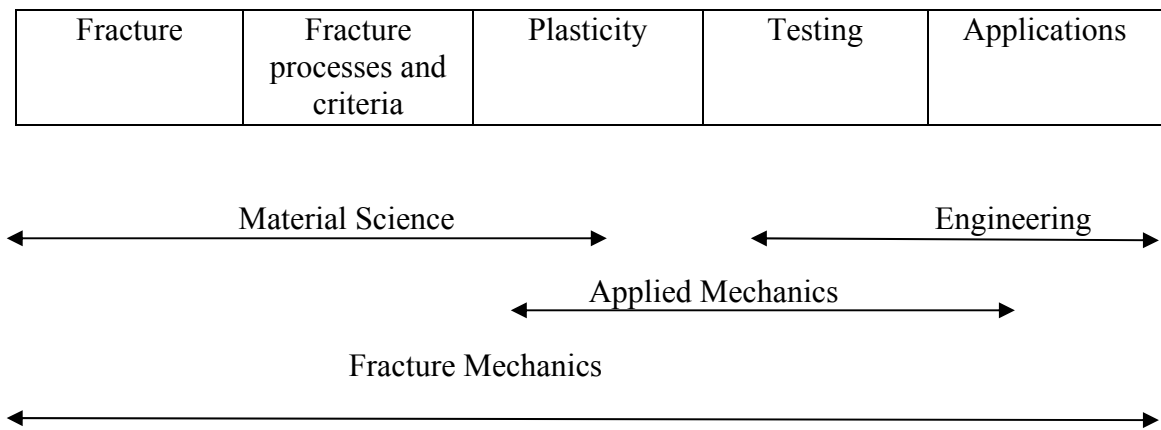 Fracture
Fracture
processes and
criteria
Plasticity
Testing
Applications
Material Science
Engineering
Applied Mechanics
Fracture Mechanics